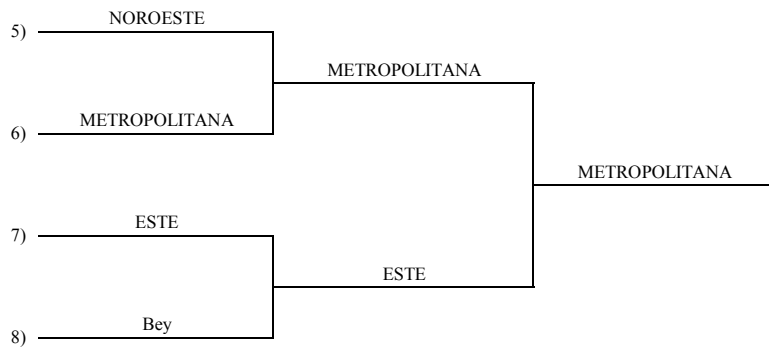 NOROESTE
5)
METROPOLITANA
METROPOLITANA
6)
METROPOLITANA
ESTE
7)
ESTE
Bey
8)